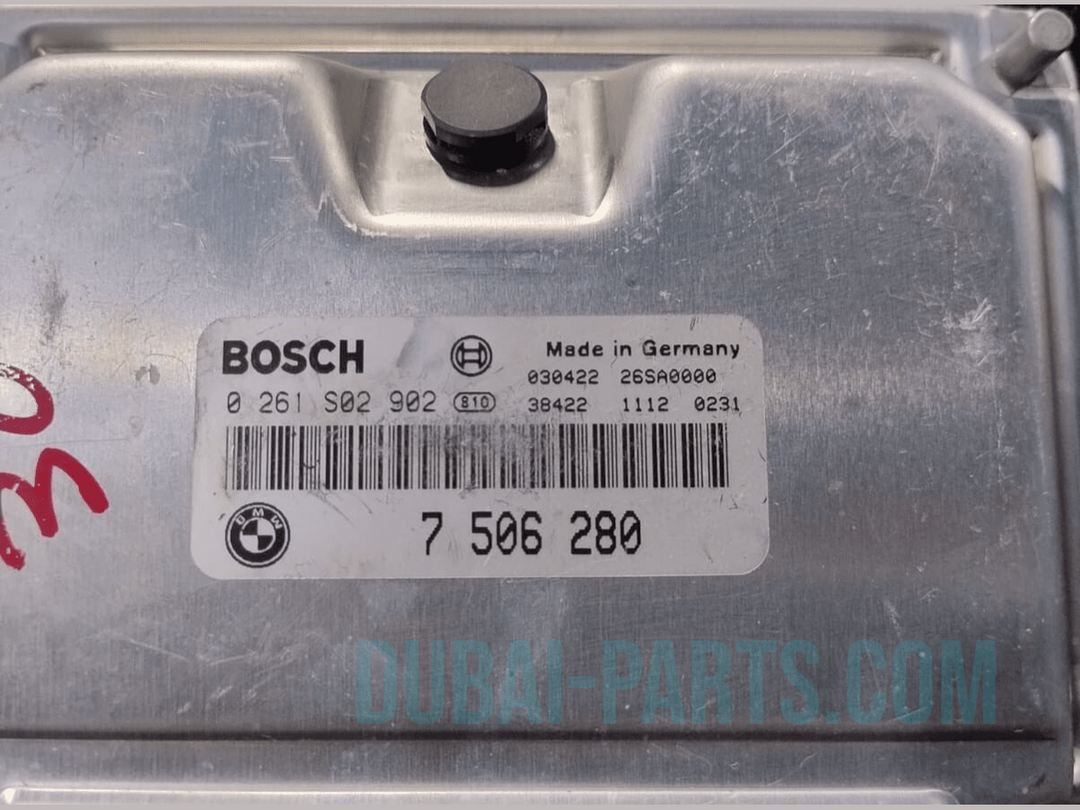 BOSCH
Made in Germany
030422 26SA0000
0 261 S02 902 810
38422 1112 0231
BMW
7 506 280
30
DUBAI-PARTS.COM